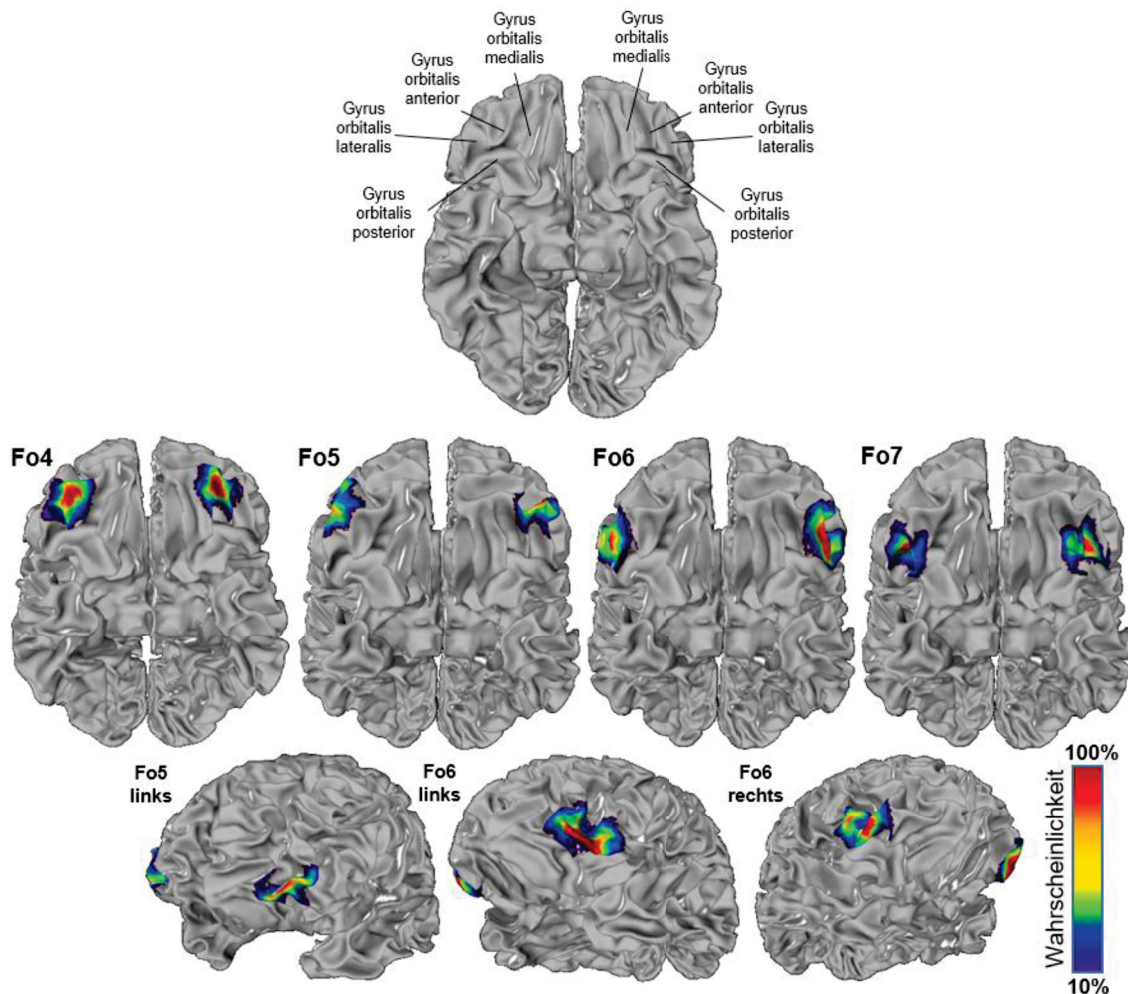 Gyrus
orbitalis
medialis
Gyrus
orbitalis
medialis
Gyrus
orbitalis
anterior
Gyrus
orbitalis
anterior
Gyrus
orbitalis
lateralis
Gyrus
orbitalis
lateralis
Gyrus
orbitalis
posterior
Gyrus
orbitalis
posterior
Fo4
Fo5
Fo6
Fo7
Fo5
links
Fo6
links
Fo6
rechts
100%
Wahrscheinlichkeit
10%